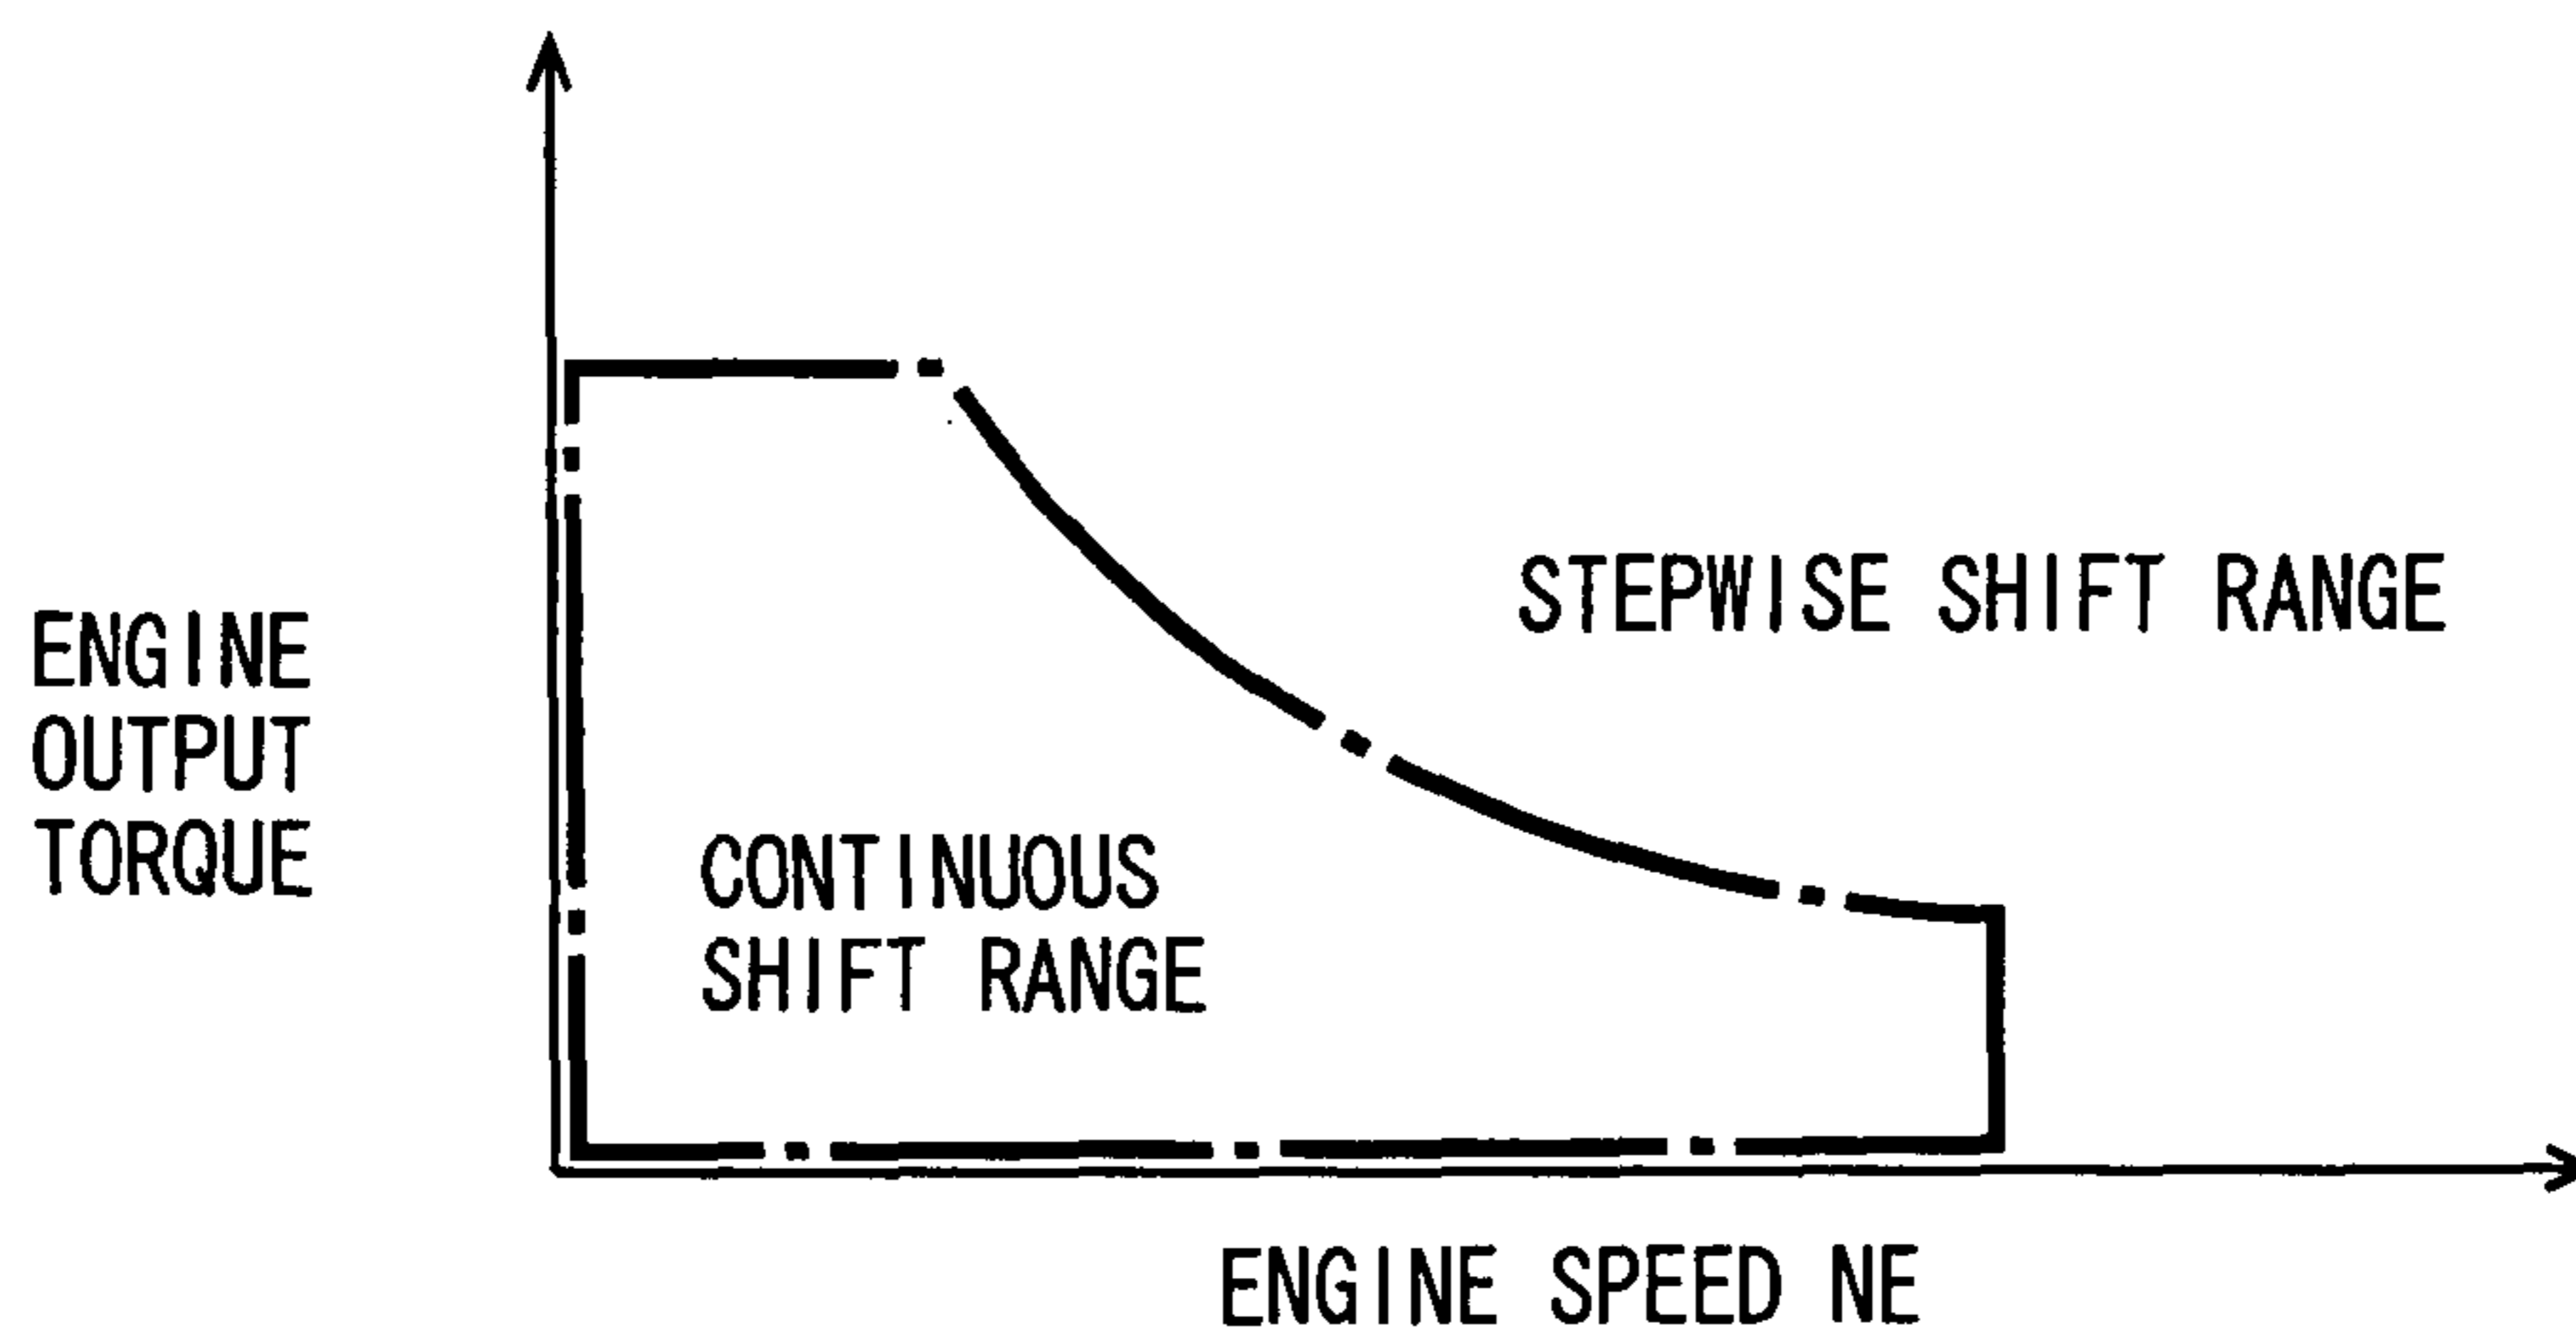 STEPWISE SHIFT RANGE
ENGINE
OUTPUT
TORQUE
CONTINUOUS
SHIFT RANGE
ENGINE SPEED NE